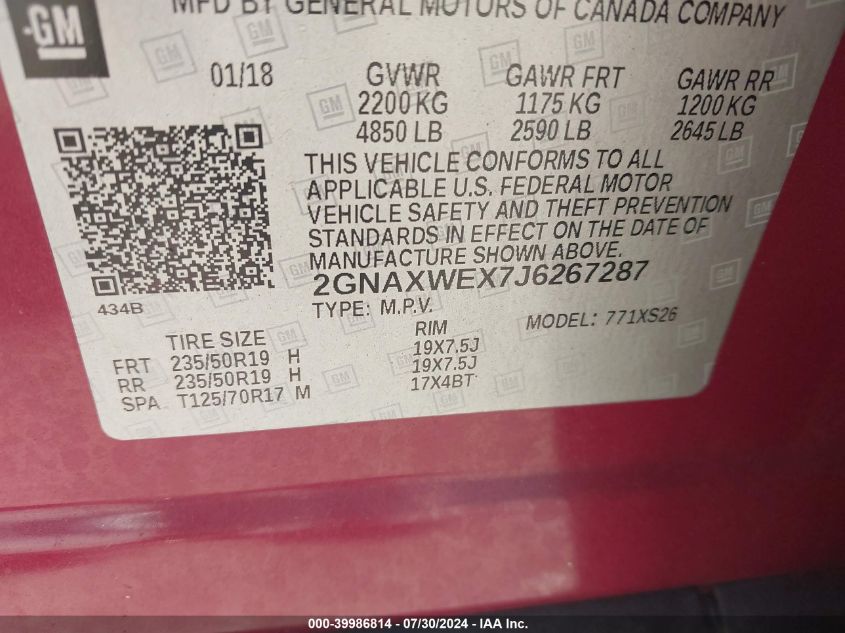 GM
MFD BY GENERAL MOTORS OF CANADA COMPANY
01/18 GVWR GAWR FRT GAWR RR
2200 KG 1175 KG 1200 KG
4850 LB 2590 LB 2645 LB
THIS VEHICLE CONFORMS TO ALL
APPLICABLE U.S. FEDERAL MOTOR
VEHICLE SAFETY AND THEFT PREVENTION
STANDARDS IN EFFECT ON THE DATE OF
MANUFACTURE SHOWN ABOVE.
2GNAXWEX7J6267287
434B
TYPE: M.P.V. MODEL: 771XS26
TIRE SIZE RIM
FRT 235/50R19 H 19X7.5J
RR 235/50R19 H 19X7.5J
SPA T125/70R17 M 17X4BT
000-39986814 - 07/30/2024 - IAA Inc.